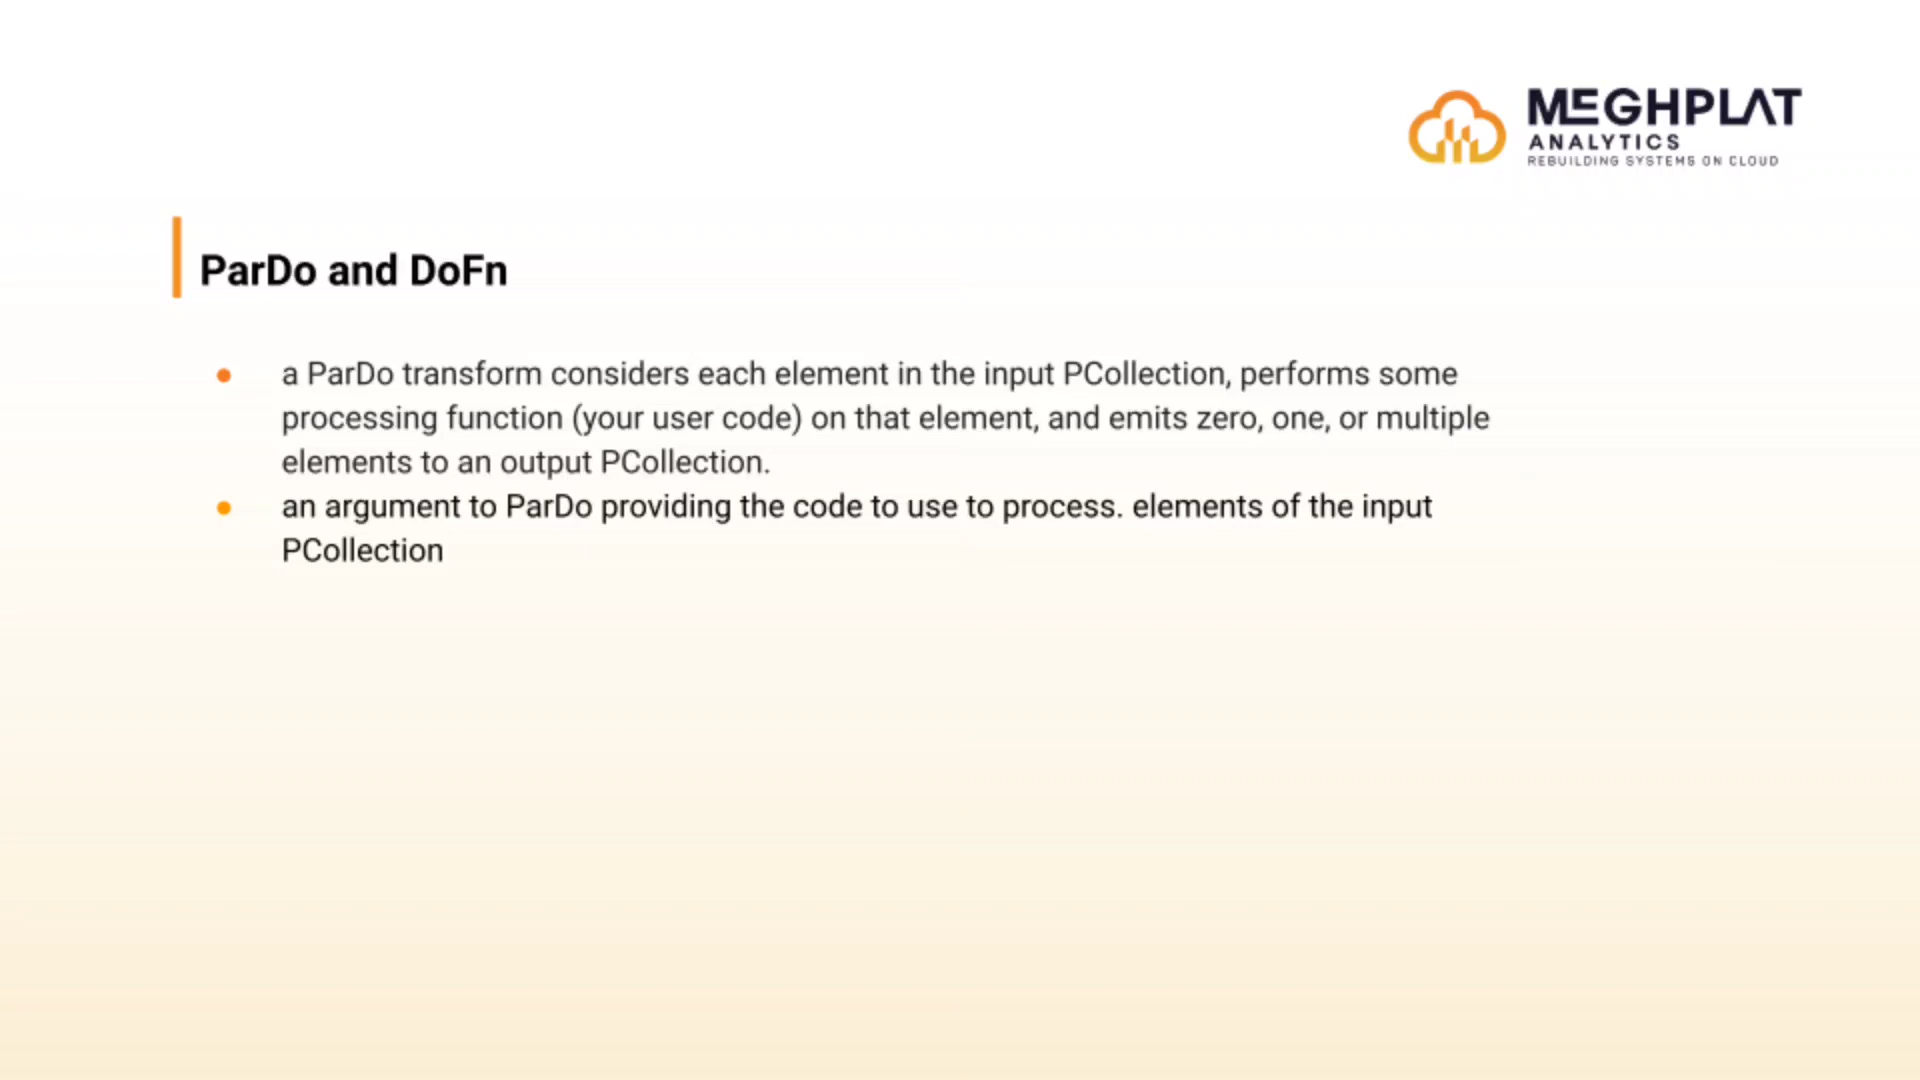 MEGHPLAT
ANALYTICS
REBUILDING SYSTEMS ON CLOUD
ParDo and DoFn
a ParDo transform considers each element in the input PCollection, performs some
processing function (your user code) on that element, and emits zero, one, or multiple
elements to an output PCollection.
an argument to ParDo providing the code to use to process. elements of the input
PCollection